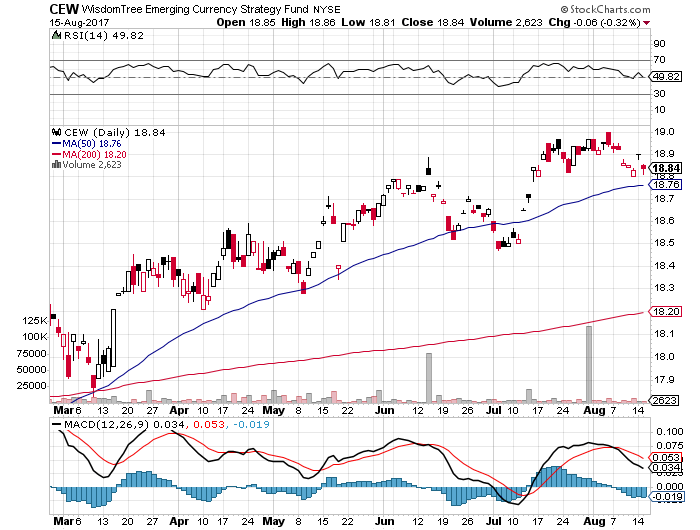 CEW WisdomTree Emerging Currency Strategy Fund NYSE © StockCharts.com
15-Aug-2017 Open 18.85 High 18.86 Low 18.81 Close 18.84 Volume 2,623 Chg -0.06 (-0.32%)
RSI(14) 49.82
90
70
49.82
30
10
CEW (Daily) 18.84
MA(50) 18.76
MA(200) 18.20
Volume 2,623
19.0
18.9
18.84
18.8
18.76
18.7
18.6
18.5
18.4
18.3
18.20
18.1
18.0
17.9
125K
100K
75000
50000
25000
2623
Mar 6 13 20 27 Apr 10 17 24 May 8 15 22 Jun 12 19 26 Jul 10 17 24 Aug 7 14
MACD(12,26,9) 0.034, 0.053, -0.019
0.100
0.075
0.053
0.034
0.025
0.000
-0.019
-0.025
Mar 6 13 20 27 Apr 10 17 24 May 8 15 22 Jun 12 19 26 Jul 10 17 24 Aug 7 14